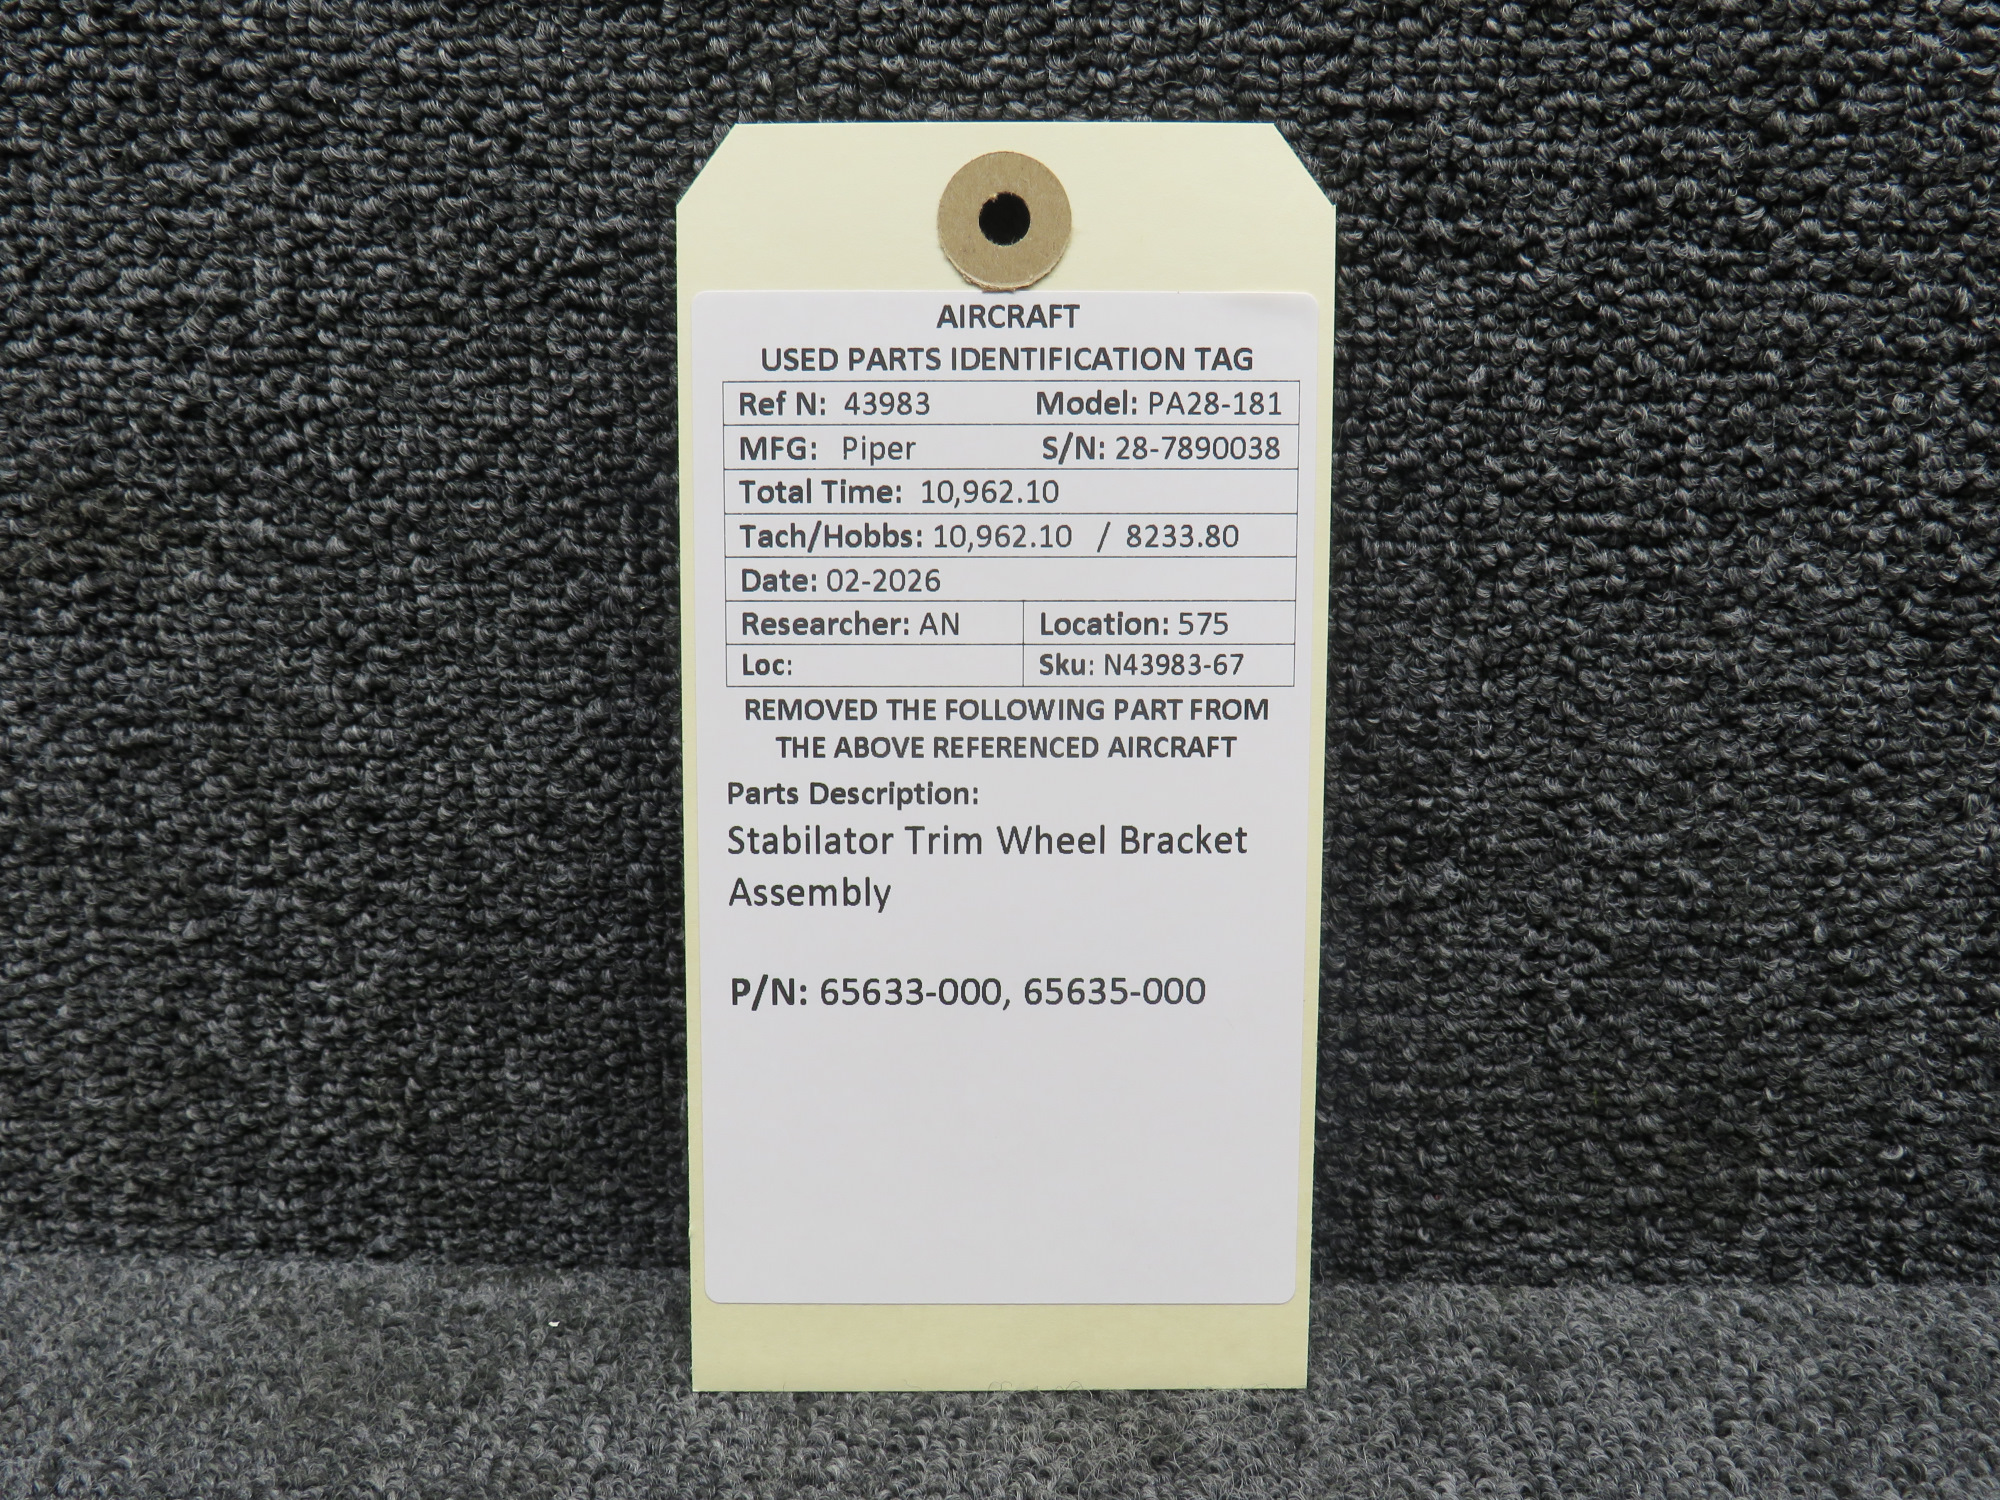 AIRCRAFT
USED PARTS IDENTIFICATION TAG
Ref N: 43983 Model: PA28-181
MFG: Piper S/N: 28-7890038
Total Time: 10,962.10
Tach/Hobbs: 10,962.10 / 8233.80
Date: 02-2026
Researcher: AN Location: 575
Loc: Sku: N43983-67
REMOVED THE FOLLOWING PART FROM
THE ABOVE REFERENCED AIRCRAFT
Parts Description:
Stabilator Trim Wheel Bracket
Assembly
P/N: 65633-000, 65635-000